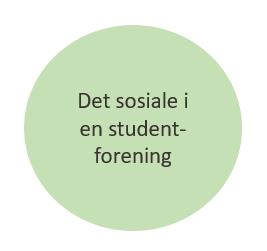 Det sosiale i
en student-
forening